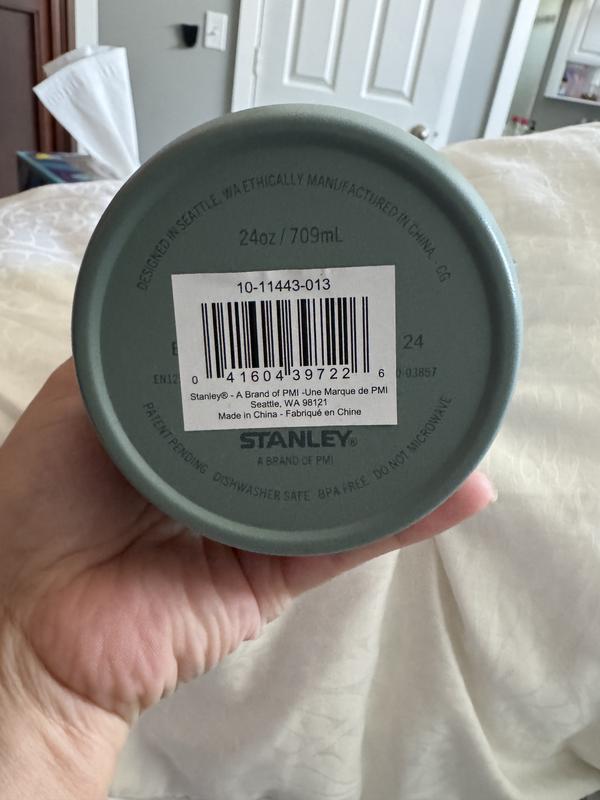 DESIGNED IN SEATTLE, WA ETHICALLY MANUFACTURED IN CHINA. - CG
24oz / 709mL
10-11443-013
E
24
EN12
-03857
0 41604 39722 6
Stanley® - A Brand of PMI -Une Marque de PMI
Seattle, WA 98121
Made in China - Fabriqué en Chine
STANLEY®
A BRAND OF PMI
PATENT PENDING DISHWASHER SAFE BPA FREE DO NOT MICROWAVE